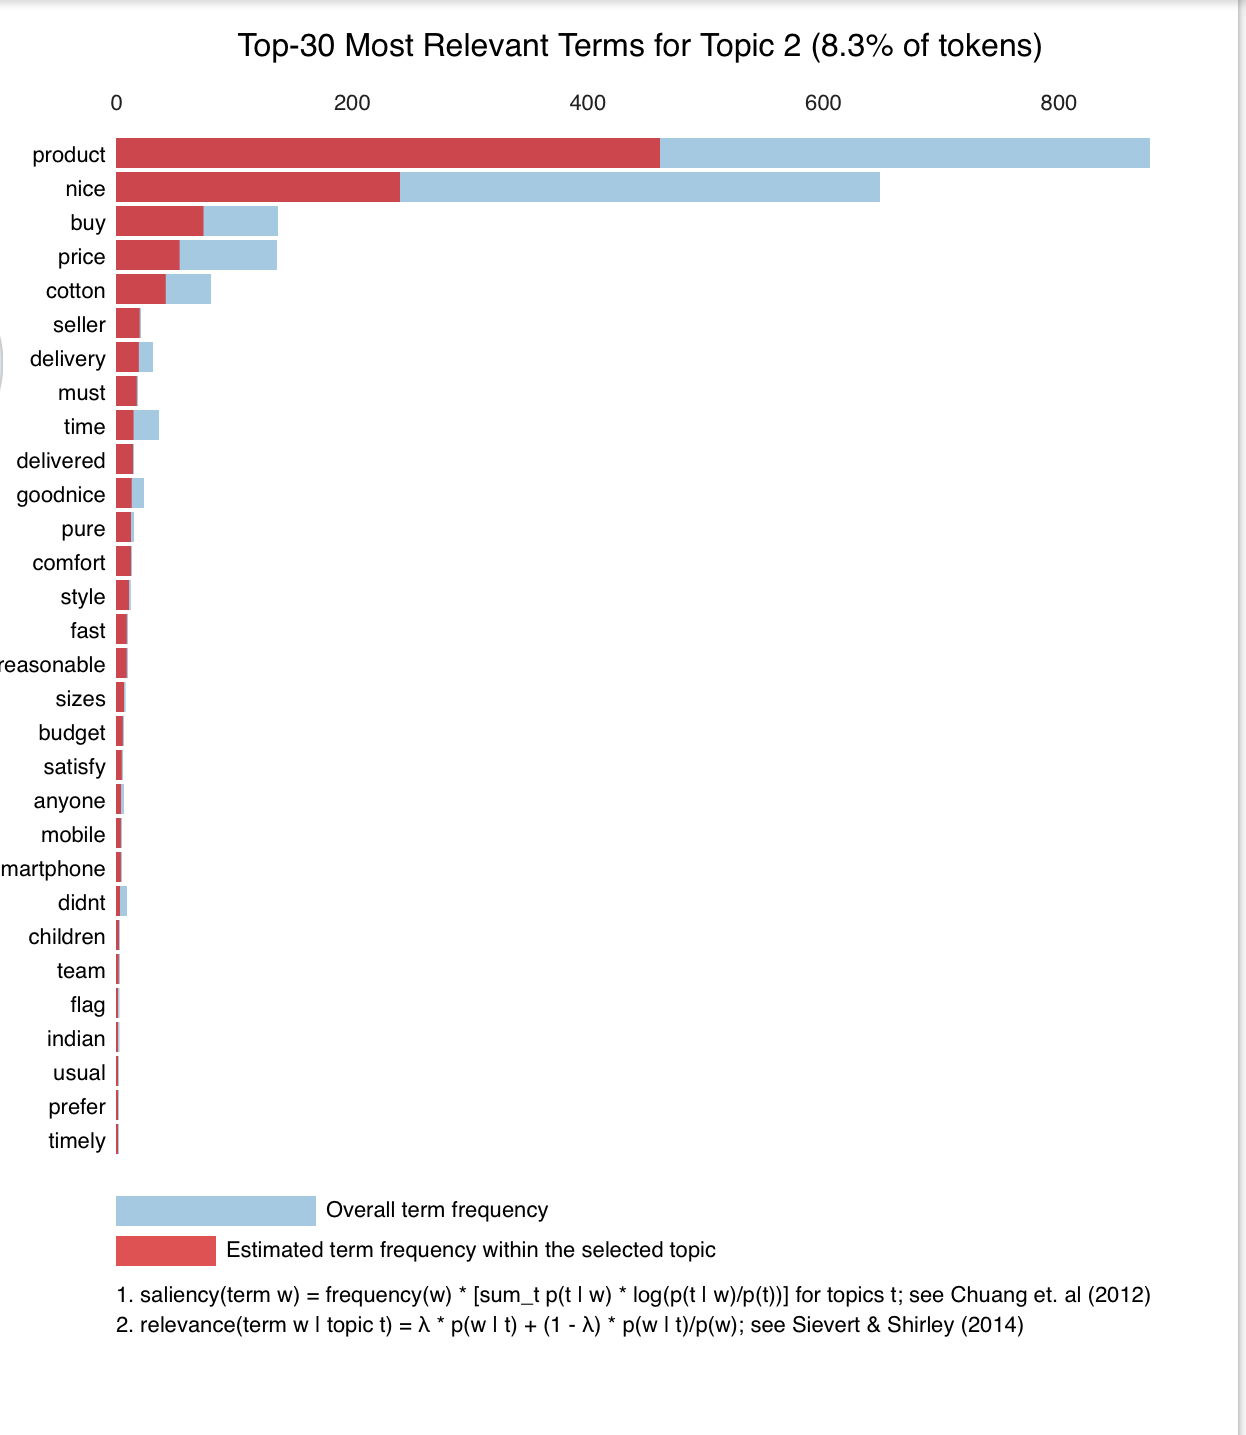 Top-30 Most Relevant Terms for Topic 2 (8.3% of tokens)
0 200 400 600 800
product
nice
buy
price
cotton
seller
delivery
must
time
delivered
goodnice
pure
comfort
style
fast
reasonable
sizes
budget
satisfy
anyone
mobile
martphone
didnt
children
team
flag
indian
usual
prefer
timely
Overall term frequency
Estimated term frequency within the selected topic
1. saliency(term w) = frequency(w) * [sum_t p(t | w) * log(p(t | w)/p(t))] for topics t; see Chuang et. al (2012)
2. relevance(term w | topic t) = λ * p(w | t) + (1 - λ) * p(w | t)/p(w); see Sievert & Shirley (2014)